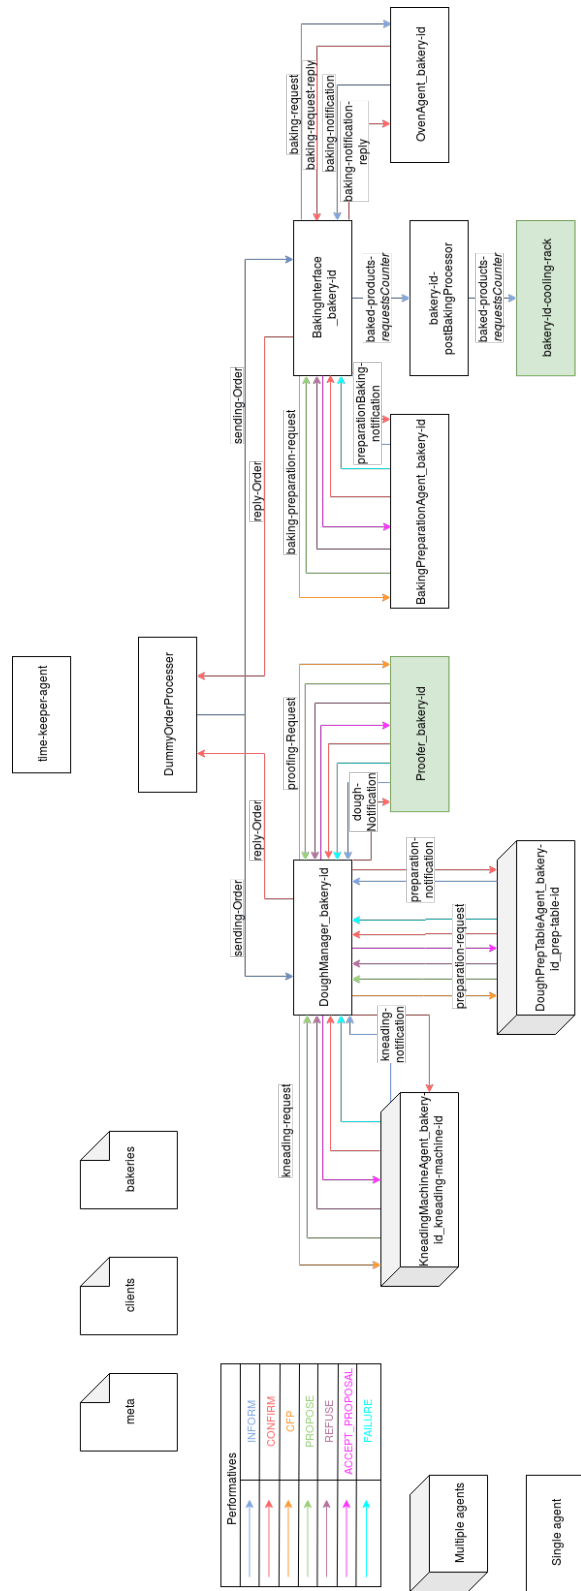 time-keeper-agent
DummyOrderProcesser
sending-Order
reply-Order
reply-Order
sending-Order
bakeries
clients
meta
Performatives
INFORM
CONFIRM
CFP
PROPOSE
REFUSE
ACCEPT_PROPOSAL
FAILURE
Multiple agents
Single agent
kneading-request
kneading-
notification
KneadingMachineAgent_bakery-
id_kneading-machine-id
DoughManager_bakery-id
preparation-request
preparation-
notification
DoughPrepTableAgent_bakery-
id_prep-table-id
proofing-Request
dough-
Notification
Proofer_bakery-id
baking-preparation-request
preparationBaking-
notification
BakingPreparationAgent_bakery-id
BakingInterface
_bakery-id
baked-products-
requestsCounter
bakery-id-
postBakingProcessor
baked-products-
requestsCounter
bakery-id-cooling-rack
baking-request
baking-request-reply
baking-notification
baking-notification-
reply
OvenAgent_bakery-id